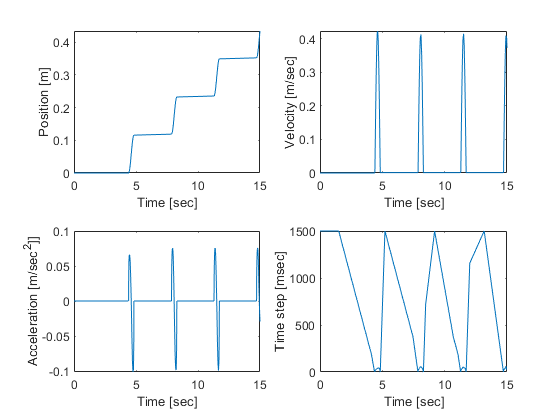 0.4
0.3
0.2
0.1
0
Position [m]
0 5 10 15
Time [sec]
0.4
0.3
0.2
0.1
0
Velocity [m/sec]
0 5 10 15
Time [sec]
0.1
0.05
0
-0.05
-0.1
Acceleration [m/sec²]]
0 5 10 15
Time [sec]
1500
1000
500
0
Time step [msec]
0 5 10 15
Time [sec]